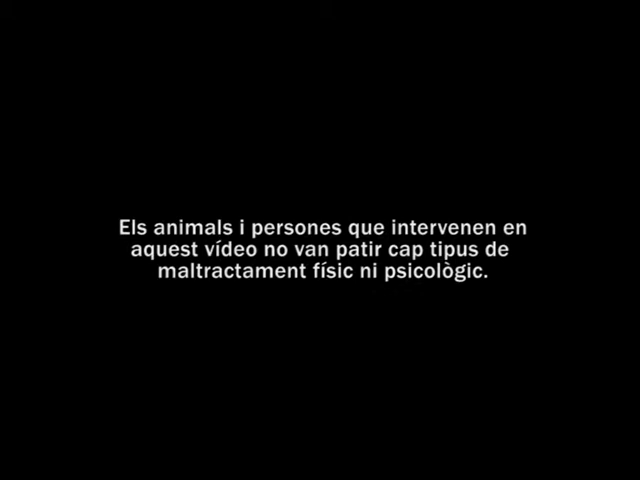 Els animals i persones que intervenen en
aquest vídeo no van patir cap tipus de
maltractament físic ni psicològic.